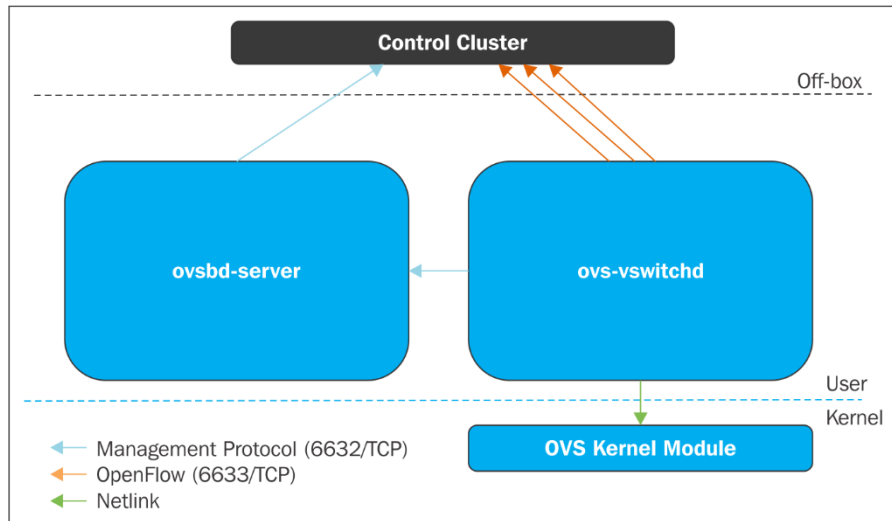 Control Cluster
Off-box
ovsbd-server
ovs-vswitchd
User
Kernel
Management Protocol (6632/TCP)
OpenFlow (6633/TCP)
Netlink
OVS Kernel Module